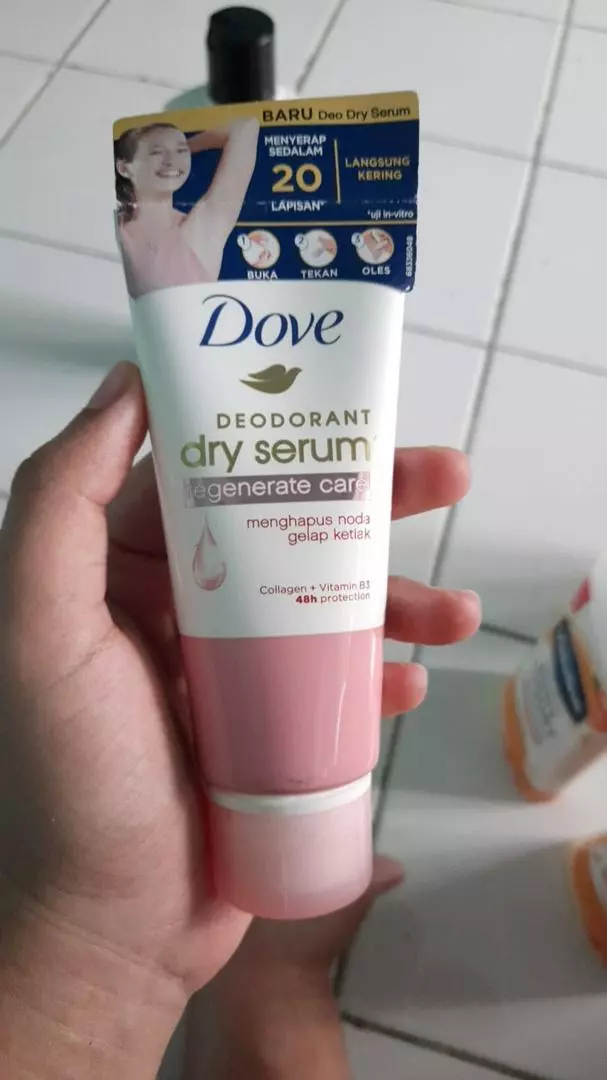 BARU Deo Dry Serum
MENYERAP
SEDALAM
20
LAPISAN*
LANGSUNG
KERING
*uji in-vitro
1
2
3
BUKA
TEKAN
OLES
68336049
Dove
DEODORANT
dry serum
regenerate care
menghapus noda
gelap ketiak
Collagen + Vitamin B3
48h protection